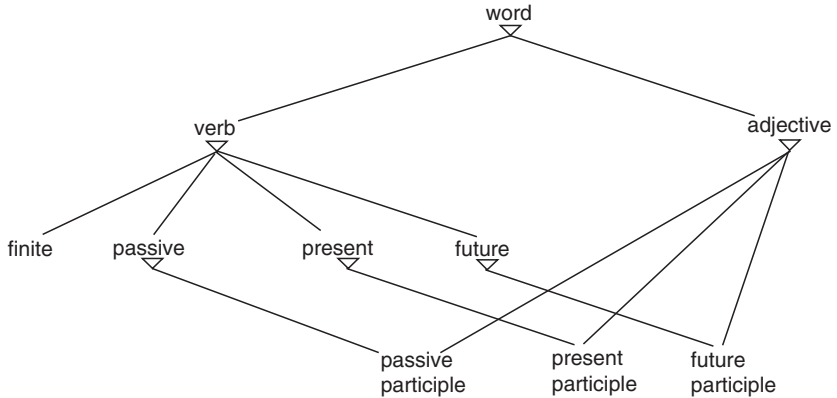 word
verb
adjective
finite
passive
present
future
passive
participle
present
participle
future
participle